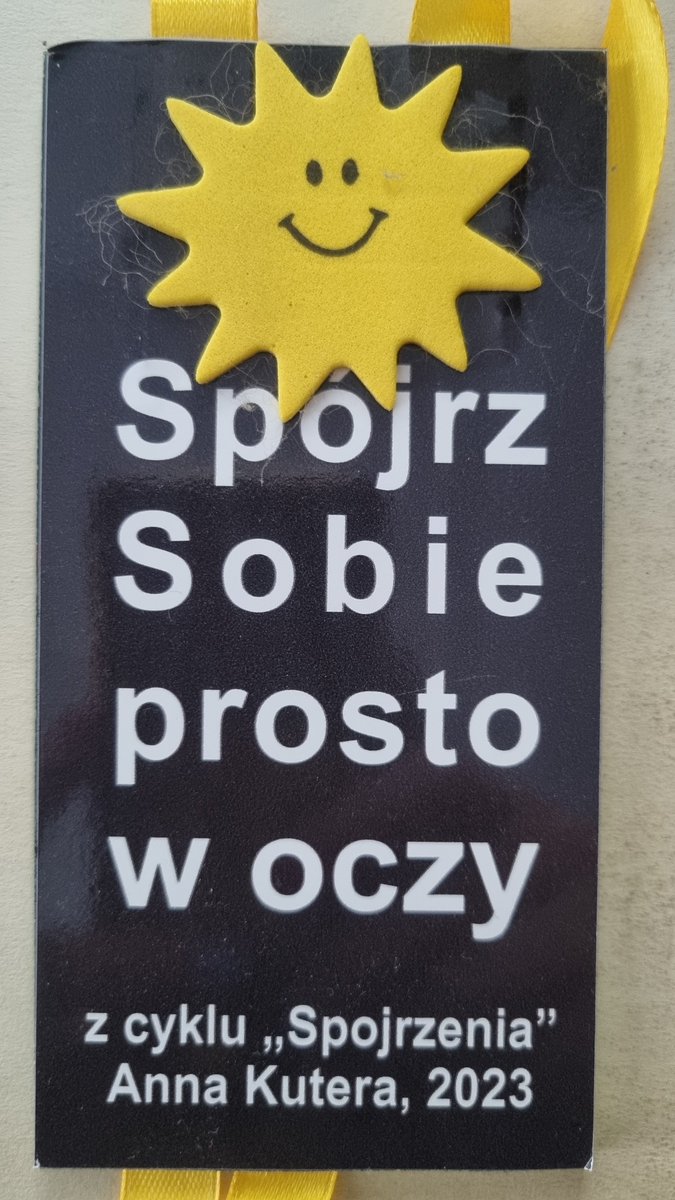 Spójrz
Sobie
prosto
w oczy
z cyklu „Spojrzenia”
Anna Kutera, 2023